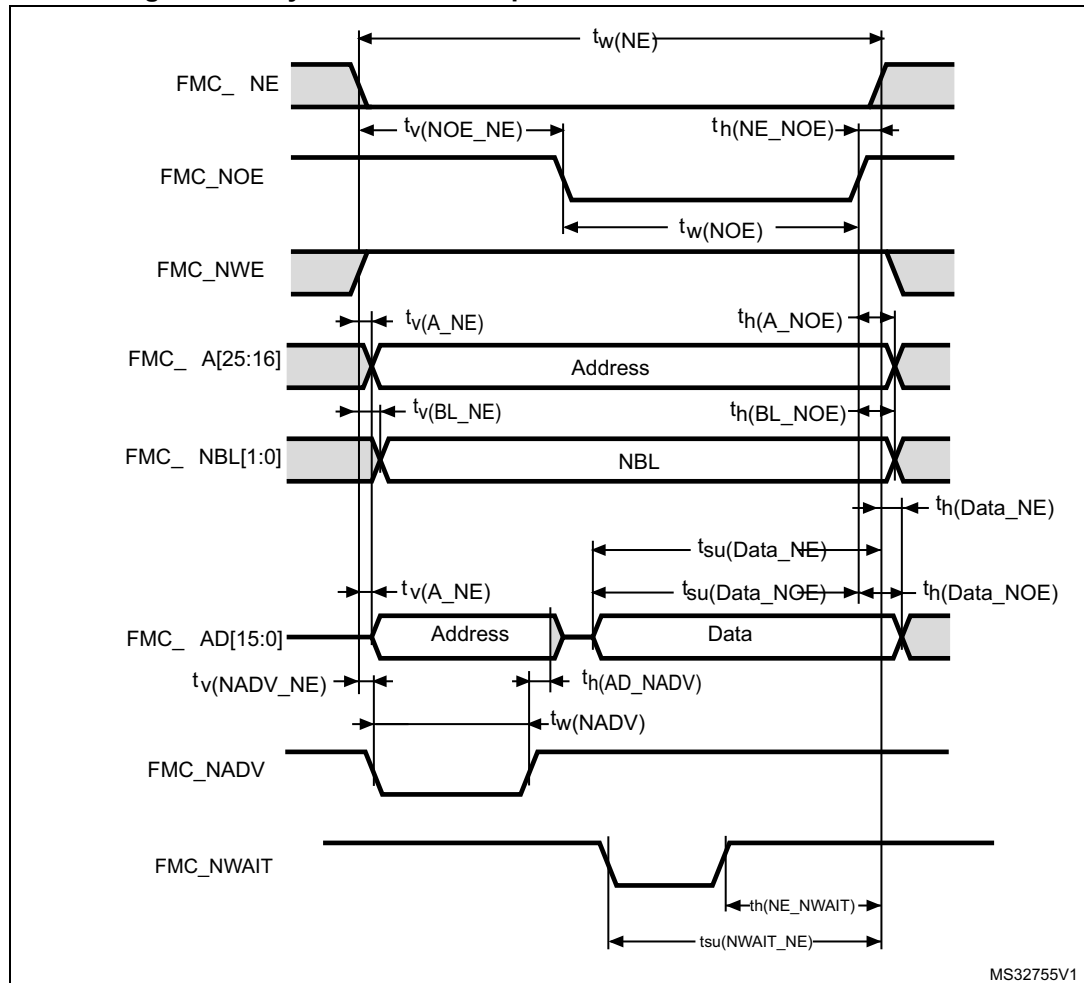 tw(NE)
FMC_ NE
tv(NOE_NE)
th(NE_NOE)
FMC_NOE
tw(NOE)
FMC_NWE
tv(A_NE)
th(A_NOE)
FMC_ A[25:16]
Address
tv(BL_NE)
th(BL_NOE)
FMC_ NBL[1:0]
NBL
th(Data_NE)
tsu(Data_NE)
tv(A_NE)
tsu(Data_NOE)
th(Data_NOE)
FMC_ AD[15:0]
Address
Data
tv(NADV_NE)
th(AD_NADV)
tw(NADV)
FMC_NADV
FMC_NWAIT
th(NE_NWAIT)
tsu(NWAIT_NE)
MS32755V1